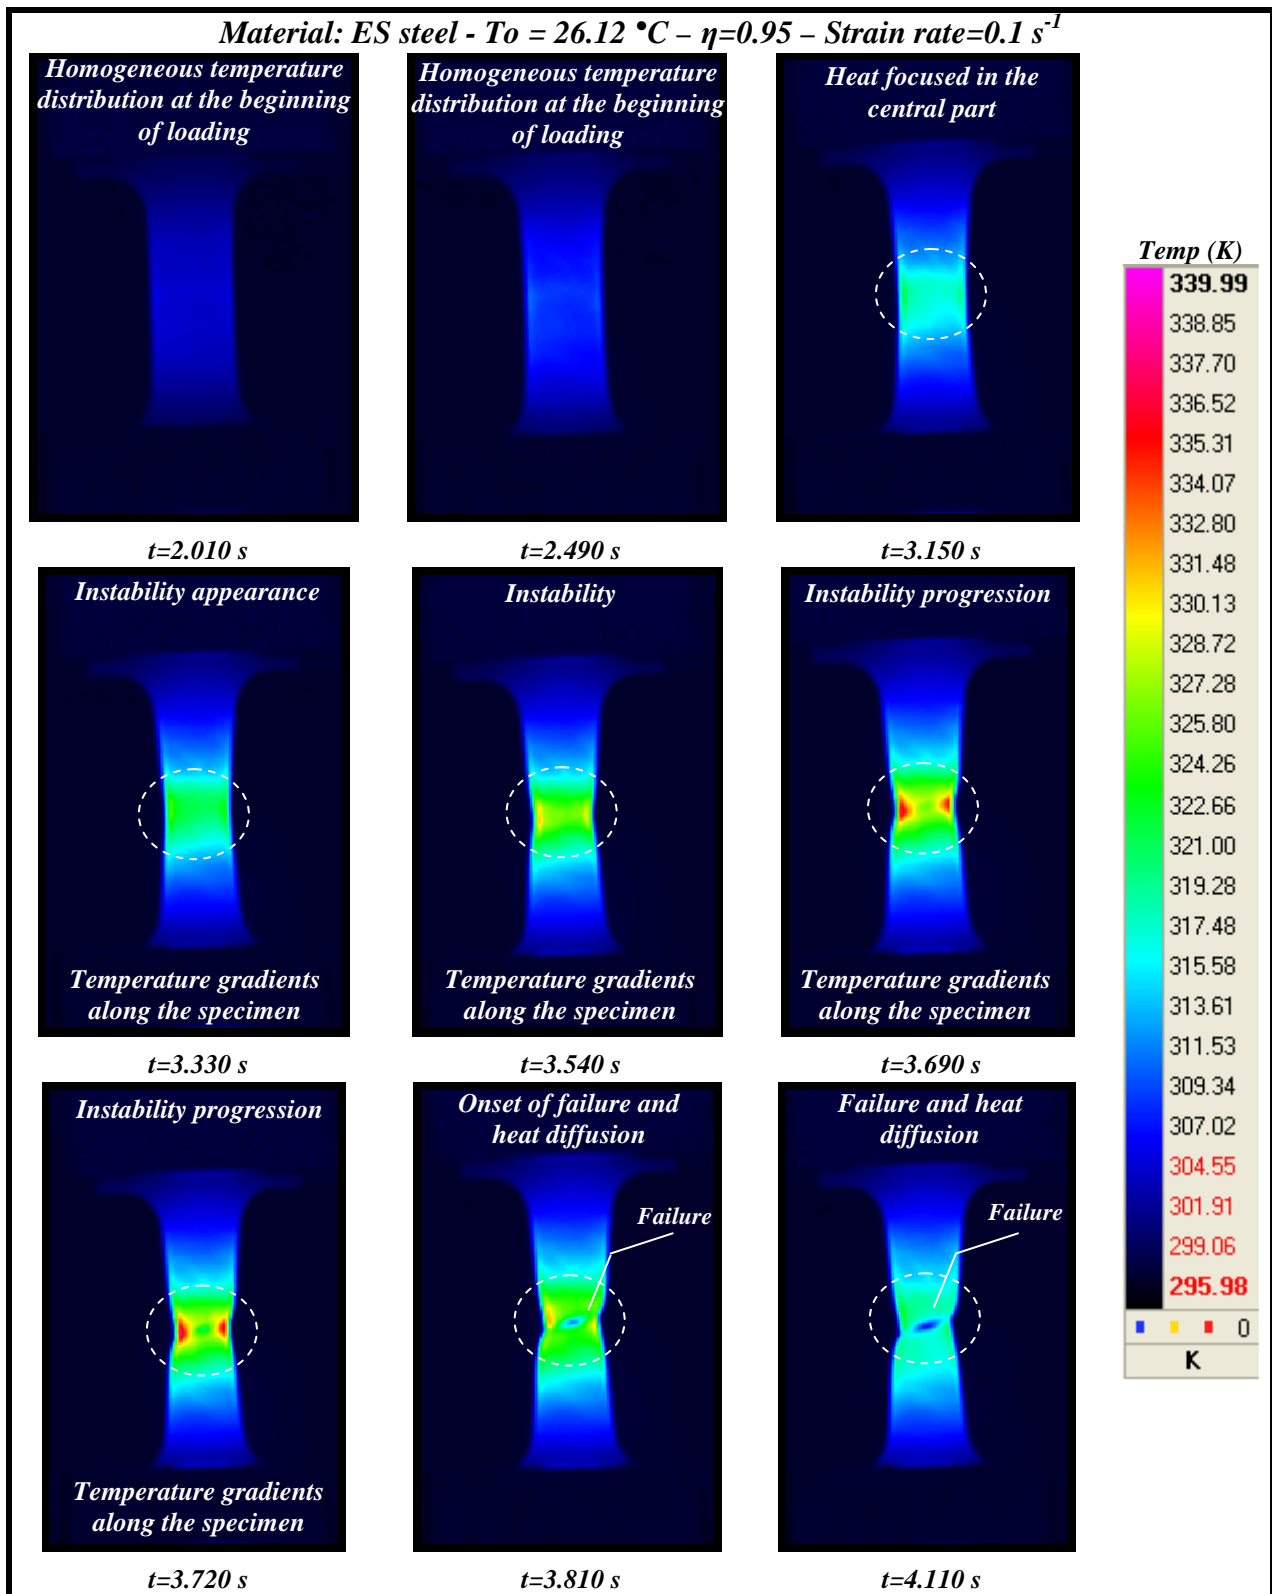 Material: ES steel - To = 26.12 °C – η=0.95 – Strain rate=0.1 s⁻¹
Homogeneous temperature
distribution at the beginning
of loading
Homogeneous temperature
distribution at the beginning
of loading
Heat focused in the
central part
t=2.010 s
t=2.490 s
t=3.150 s
Instability appearance
Temperature gradients
along the specimen
Instability
Temperature gradients
along the specimen
Instability progression
Temperature gradients
along the specimen
t=3.330 s
t=3.540 s
t=3.690 s
Instability progression
Temperature gradients
along the specimen
Onset of failure and
heat diffusion
Failure
Failure and heat
diffusion
Failure
t=3.720 s
t=3.810 s
t=4.110 s
Temp (K)
339.99
338.85
337.70
336.52
335.31
334.07
332.80
331.48
330.13
328.72
327.28
325.80
324.26
322.66
321.00
319.28
317.48
315.58
313.61
311.53
309.34
307.02
304.55
301.91
299.06
295.98
0
K